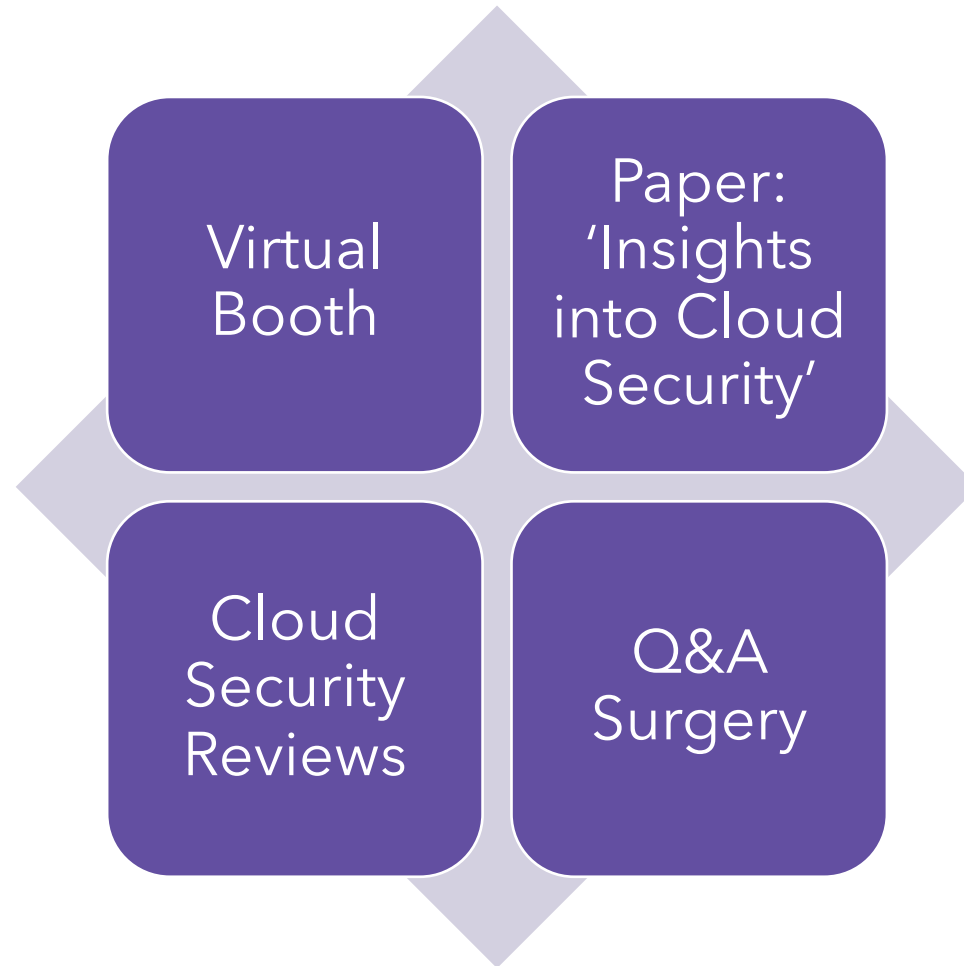 Virtual
Booth
Paper:
‘Insights
into Cloud
Security’
Cloud
Security
Reviews
Q&A
Surgery